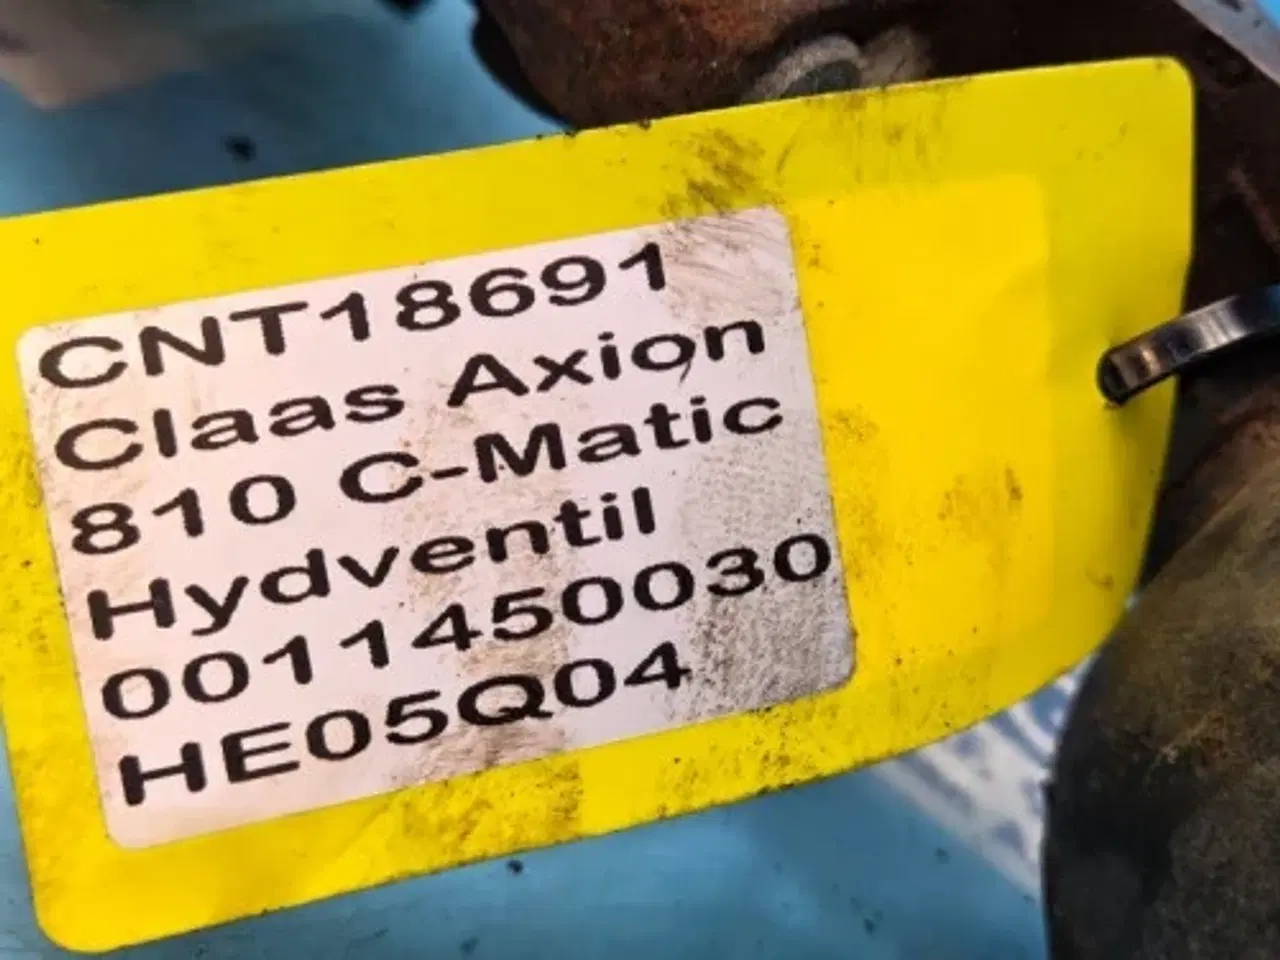 CNT18691
Claas Axion
810 C-Matic
Hydventil
0011450030
HE05Q04